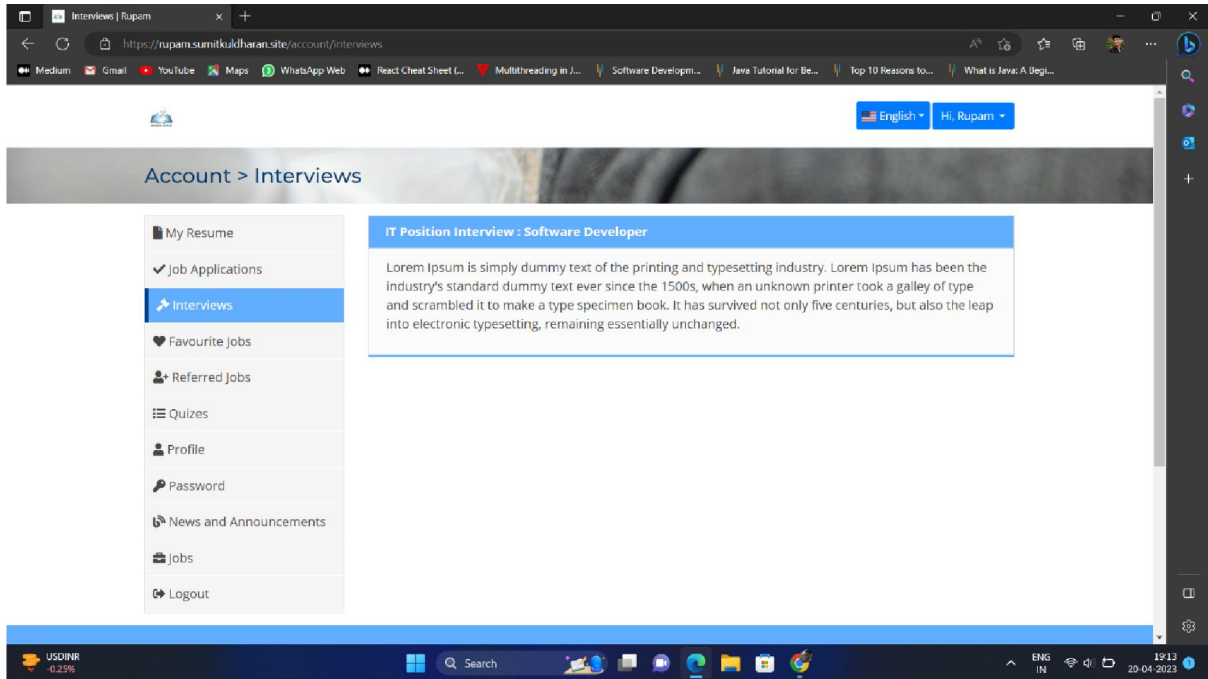 Interviews | Rupam
https://rupam.sumitkuldharan.site/account/interviews
Medium Gmail YouTube Maps WhatsApp Web React Cheat Sheet (... Multithreading in J... Software Developm... Java Tutorial for Be... Top 10 Reasons to... What is Java: A Begi...
English Hi, Rupam
Account > Interviews
My Resume
Job Applications
Interviews
Favourite Jobs
Referred Jobs
Quizes
Profile
Password
News and Announcements
Jobs
Logout
IT Position Interview : Software Developer
Lorem Ipsum is simply dummy text of the printing and typesetting industry. Lorem Ipsum has been the
industry's standard dummy text ever since the 1500s, when an unknown printer took a galley of type
and scrambled it to make a type specimen book. It has survived not only five centuries, but also the leap
into electronic typesetting, remaining essentially unchanged.
USDINR
-0.25%
Search
ENG
IN
19:13
20-04-2023
1